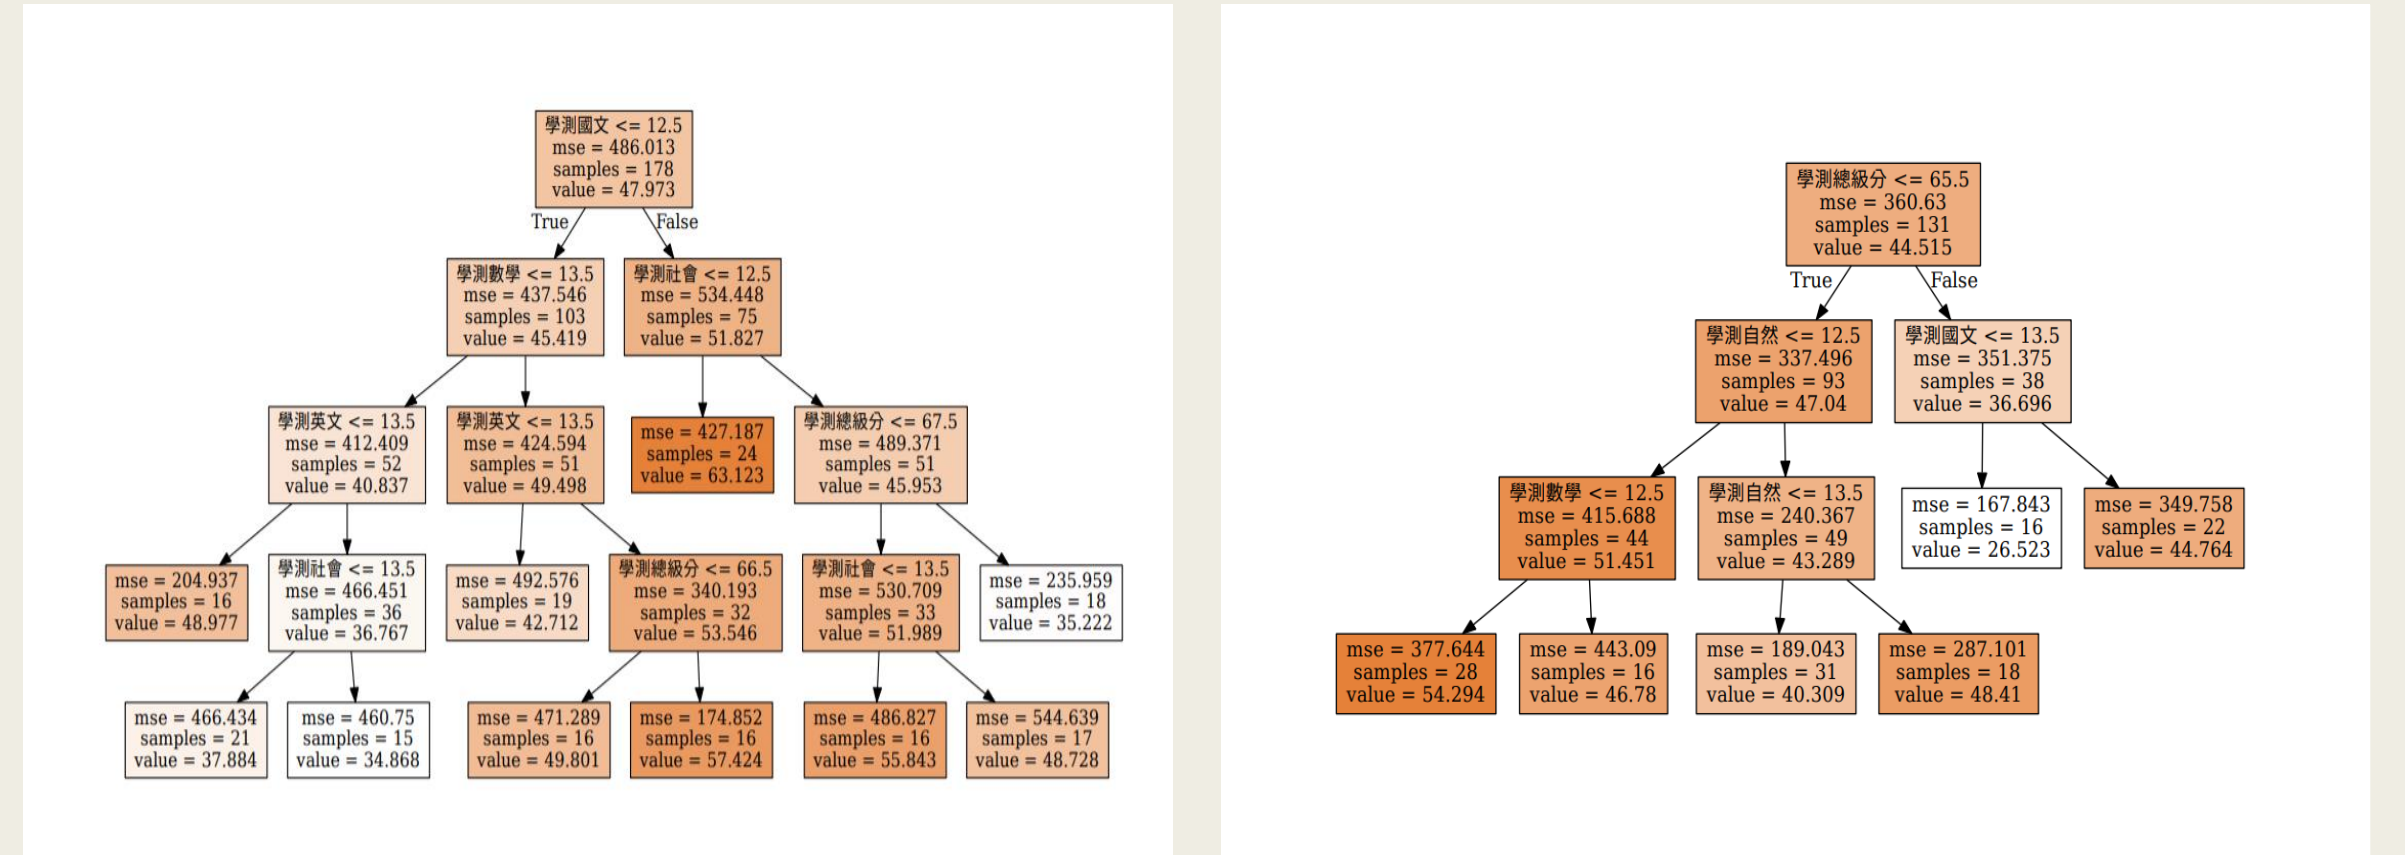 學測國文 <= 12.5
mse = 486.013
samples = 178
value = 47.973
True
False
學測數學 <= 13.5
mse = 437.546
samples = 103
value = 45.419
學測社會 <= 12.5
mse = 534.448
samples = 75
value = 51.827
學測英文 <= 13.5
mse = 412.409
samples = 52
value = 40.837
學測英文 <= 13.5
mse = 424.594
samples = 51
value = 49.498
mse = 427.187
samples = 24
value = 63.123
學測總級分 <= 67.5
mse = 489.371
samples = 51
value = 45.953
mse = 204.937
samples = 16
value = 48.977
學測社會 <= 13.5
mse = 466.451
samples = 36
value = 36.767
mse = 492.576
samples = 19
value = 42.712
學測總級分 <= 66.5
mse = 340.193
samples = 32
value = 53.546
學測社會 <= 13.5
mse = 530.709
samples = 33
value = 51.989
mse = 235.959
samples = 18
value = 35.222
mse = 466.434
samples = 21
value = 37.884
mse = 460.75
samples = 15
value = 34.868
mse = 471.289
samples = 16
value = 49.801
mse = 174.852
samples = 16
value = 57.424
mse = 486.827
samples = 16
value = 55.843
mse = 544.639
samples = 17
value = 48.728
學測總級分 <= 65.5
mse = 360.63
samples = 131
value = 44.515
True
False
學測自然 <= 12.5
mse = 337.496
samples = 93
value = 47.04
學測國文 <= 13.5
mse = 351.375
samples = 38
value = 36.696
學測數學 <= 12.5
mse = 415.688
samples = 44
value = 51.451
學測自然 <= 13.5
mse = 240.367
samples = 49
value = 43.289
mse = 167.843
samples = 16
value = 26.523
mse = 349.758
samples = 22
value = 44.764
mse = 377.644
samples = 28
value = 54.294
mse = 443.09
samples = 16
value = 46.78
mse = 189.043
samples = 31
value = 40.309
mse = 287.101
samples = 18
value = 48.41